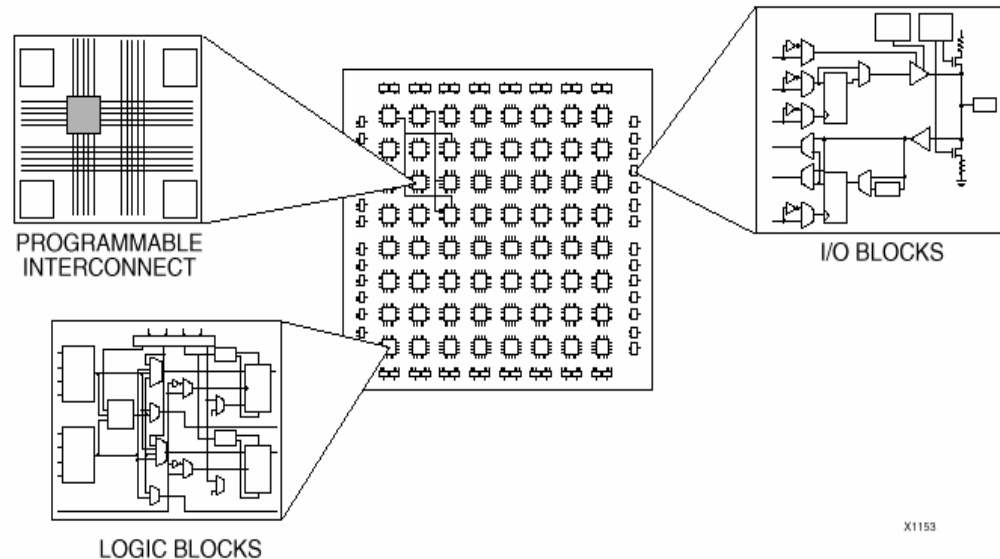 PROGRAMMABLE
INTERCONNECT
I/O BLOCKS
LOGIC BLOCKS
X1153